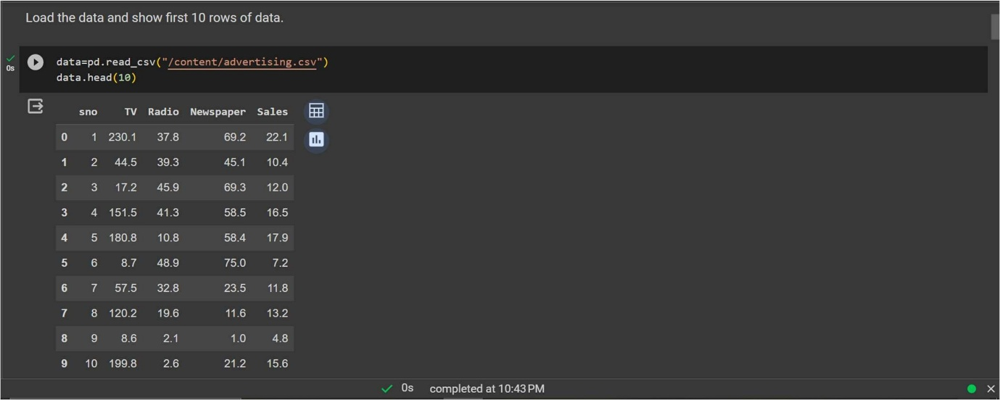 Load the data and show first 10 rows of data.
0s
data=pd.read_csv("/content/advertising.csv")
data.head(10)
sno TV Radio Newspaper Sales
0 1 230.1 37.8 69.2 22.1
1 2 44.5 39.3 45.1 10.4
2 3 17.2 45.9 69.3 12.0
3 4 151.5 41.3 58.5 16.5
4 5 180.8 10.8 58.4 17.9
5 6 8.7 48.9 75.0 7.2
6 7 57.5 32.8 23.5 11.8
7 8 120.2 19.6 11.6 13.2
8 9 8.6 2.1 1.0 4.8
9 10 199.8 2.6 21.2 15.6
0s completed at 10:43 PM